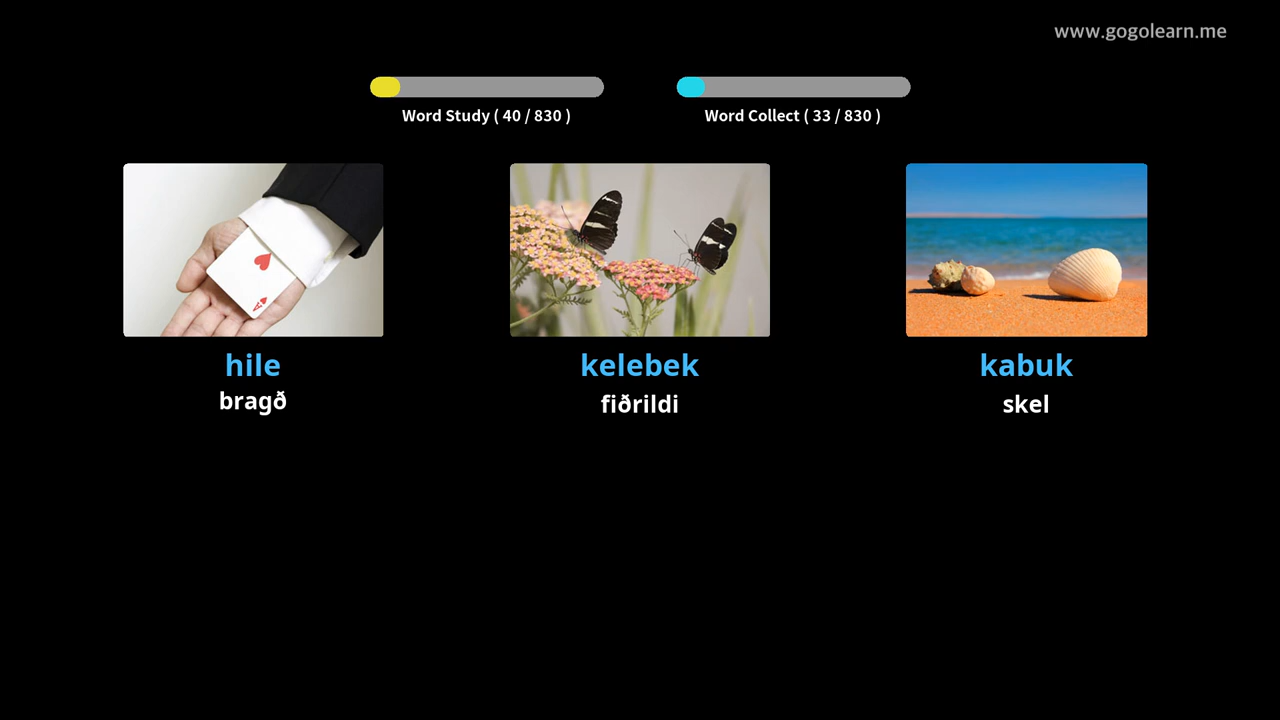 www.gogolearn.me
Word Study ( 40 / 830 )
Word Collect ( 33 / 830 )
A
hile
bragð
kelebek
fiðrildi
kabuk
skel